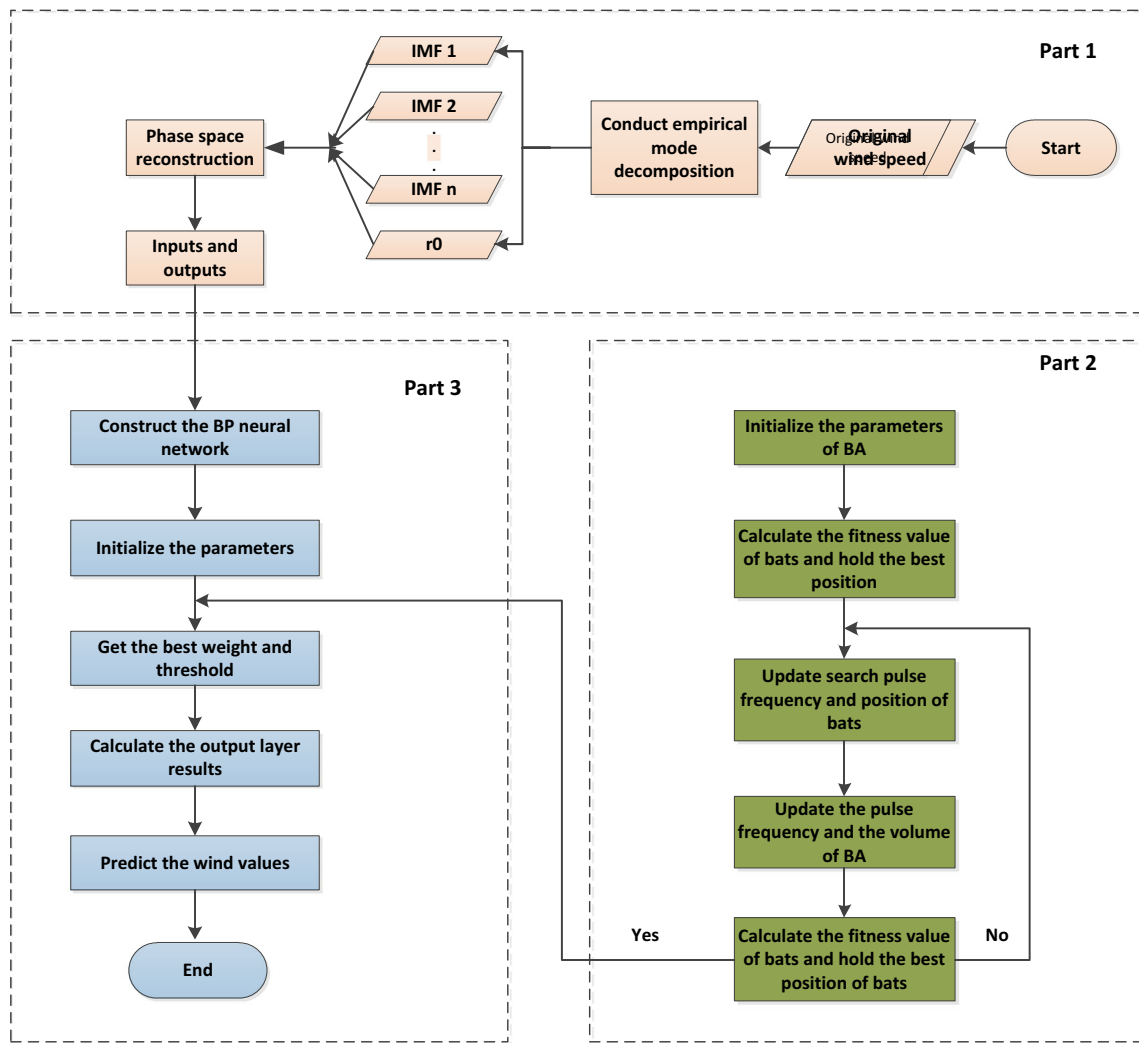 Part 1
Start
Original
wind speed
Original wind
speed
Conduct empirical
mode
decomposition
IMF 1
IMF 2
.
.
.
IMF n
r0
Phase space
reconstruction
Inputs and
outputs
Part 3
Construct the BP neural
network
Initialize the parameters
Get the best weight and
threshold
Calculate the output layer
results
Predict the wind values
End
Part 2
Initialize the parameters
of BA
Calculate the fitness value
of bats and hold the best
position
Update search pulse
frequency and position of
bats
Update the pulse
frequency and the volume
of BA
Calculate the fitness value
of bats and hold the best
position of bats
Yes
No